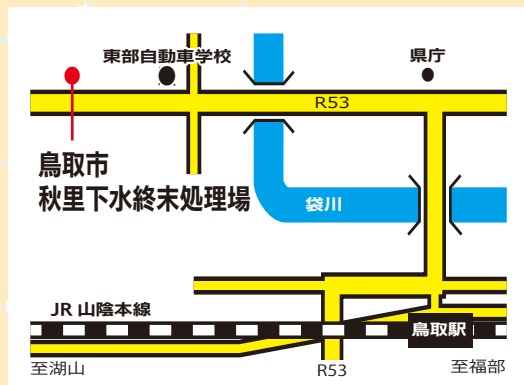 東部自動車学校
県庁
R53
鳥取市
秋里下水終末処理場
袋川
JR 山陰本線
鳥取駅
至湖山
R53
至福部